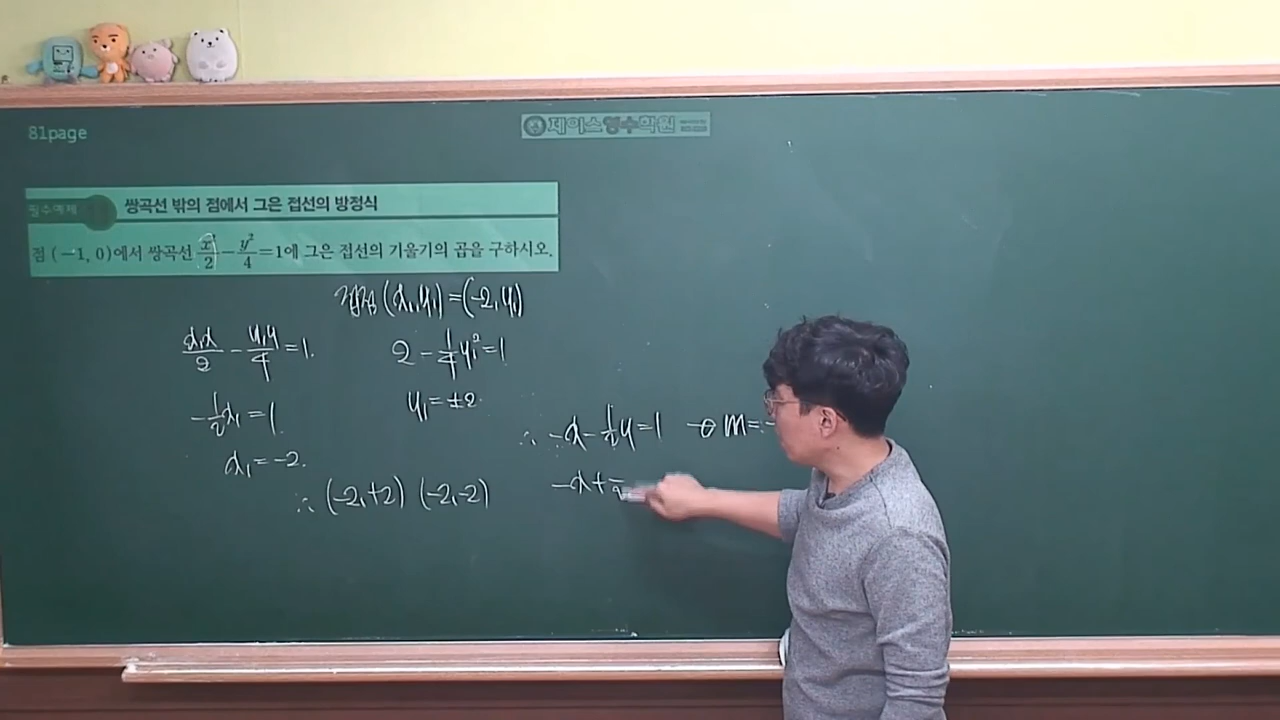 81page
제이스영수학원
필수예제
쌍곡선 밖의 점에서 그은 접선의 방정식
점 (-1, 0)에서 쌍곡선 x²/2 - y²/4 = 1에 그은 접선의 기울기의 곱을 구하시오.
접점 (x₁, y₁) = (-2, y₁)
x₁x/2 - y₁y/4 = 1.
2 - 1/4 y₁² = 1
-1/2 x₁ = 1
y₁ = ±2
x₁ = -2.
∴ (-2, +2) (-2, -2)
∴ -x - 1/2 y = 1 → m = -
-x +